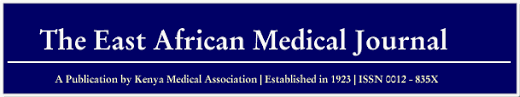 The East African Medical Journal
A Publication by Kenya Medical Association | Established in 1923 | ISSN 0012 - 835X